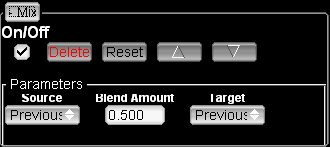 Mix
On/Off
Delete Reset
Parameters
Source Blend Amount Target
Previous 0.500 Previous